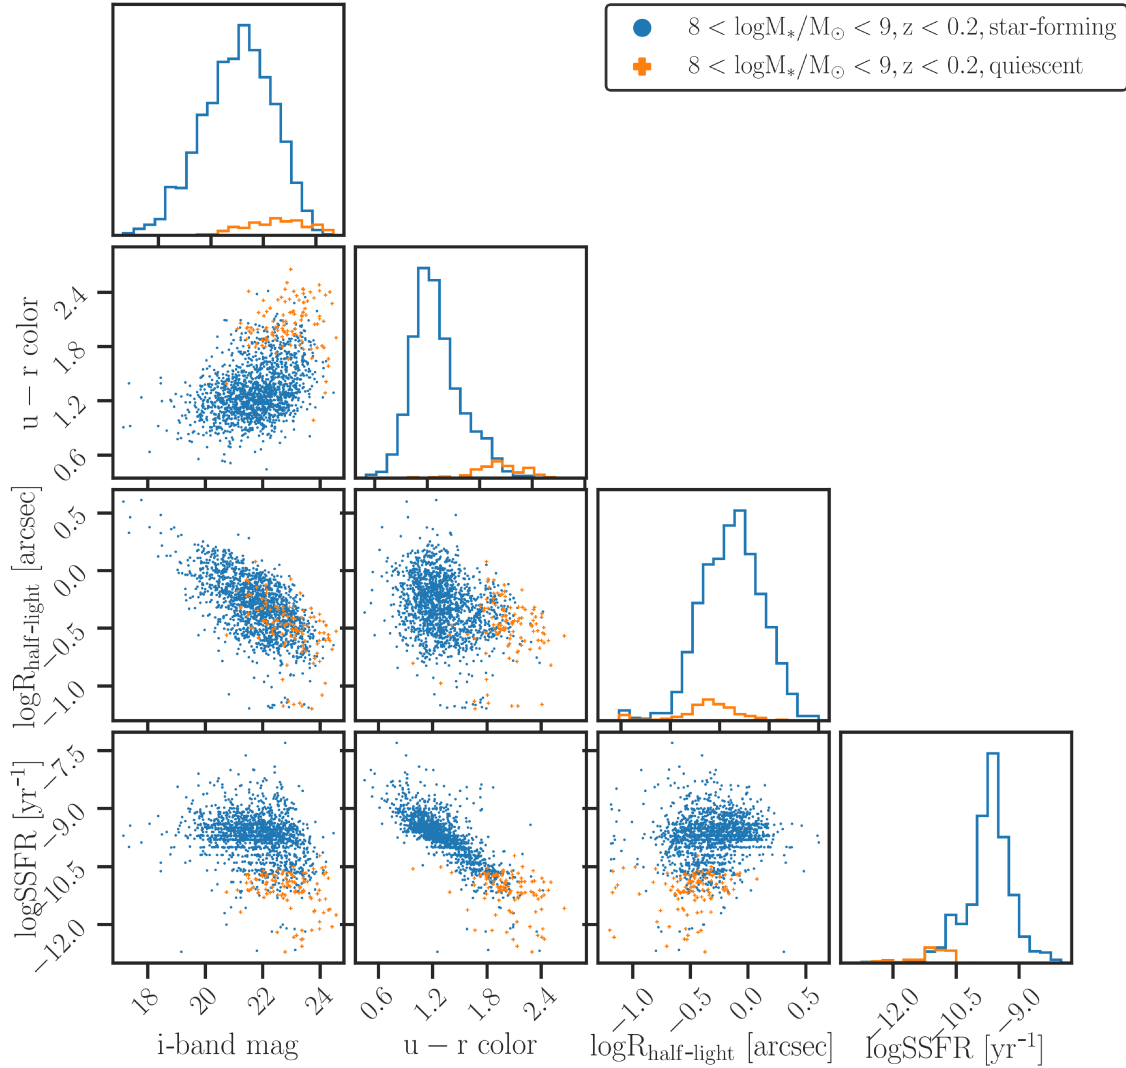 8 < logM*/M⊙ < 9, z < 0.2, star-forming
8 < logM*/M⊙ < 9, z < 0.2, quiescent
u − r color
2.4
1.8
1.2
0.6
logR_half-light [arcsec]
0.5
0.0
−0.5
−1.0
logSSFR [yr⁻¹]
−7.5
−9.0
−10.5
−12.0
18 20 22 24
0.6 1.2 1.8 2.4
−1.0 −0.5 0.0 0.5
−12.0 −10.5 −9.0
i-band mag
u − r color
logR_half-light [arcsec]
logSSFR [yr⁻¹]